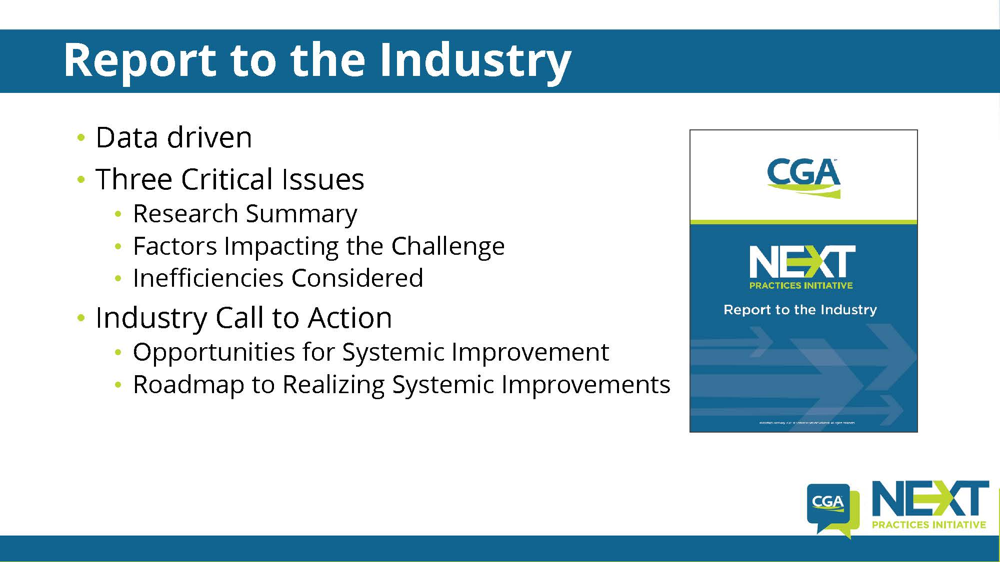 Report to the Industry
• Data driven
• Three Critical Issues
• Research Summary
• Factors Impacting the Challenge
• Inefficiencies Considered
• Industry Call to Action
• Opportunities for Systemic Improvement
• Roadmap to Realizing Systemic Improvements
CGA
NEXT
PRACTICES INITIATIVE
Report to the Industry
CGA
NEXT
PRACTICES INITIATIVE